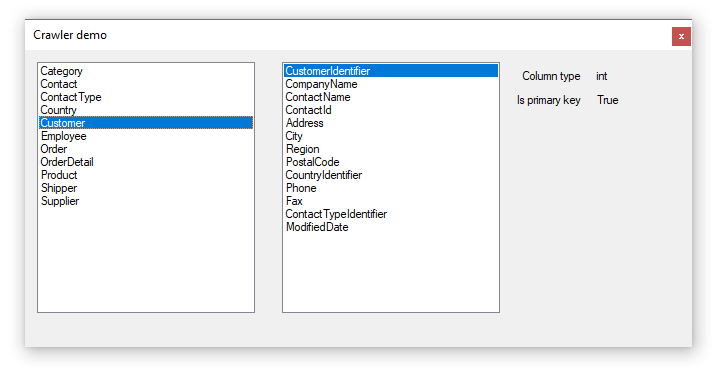 Crawler demo
x
Category
Contact
ContactType
Country
Customer
Employee
Order
OrderDetail
Product
Shipper
Supplier
CustomerIdentifier
CompanyName
ContactName
ContactId
Address
City
Region
PostalCode
CountryIdentifier
Phone
Fax
ContactTypeIdentifier
ModifiedDate
Column type int
Is primary key True